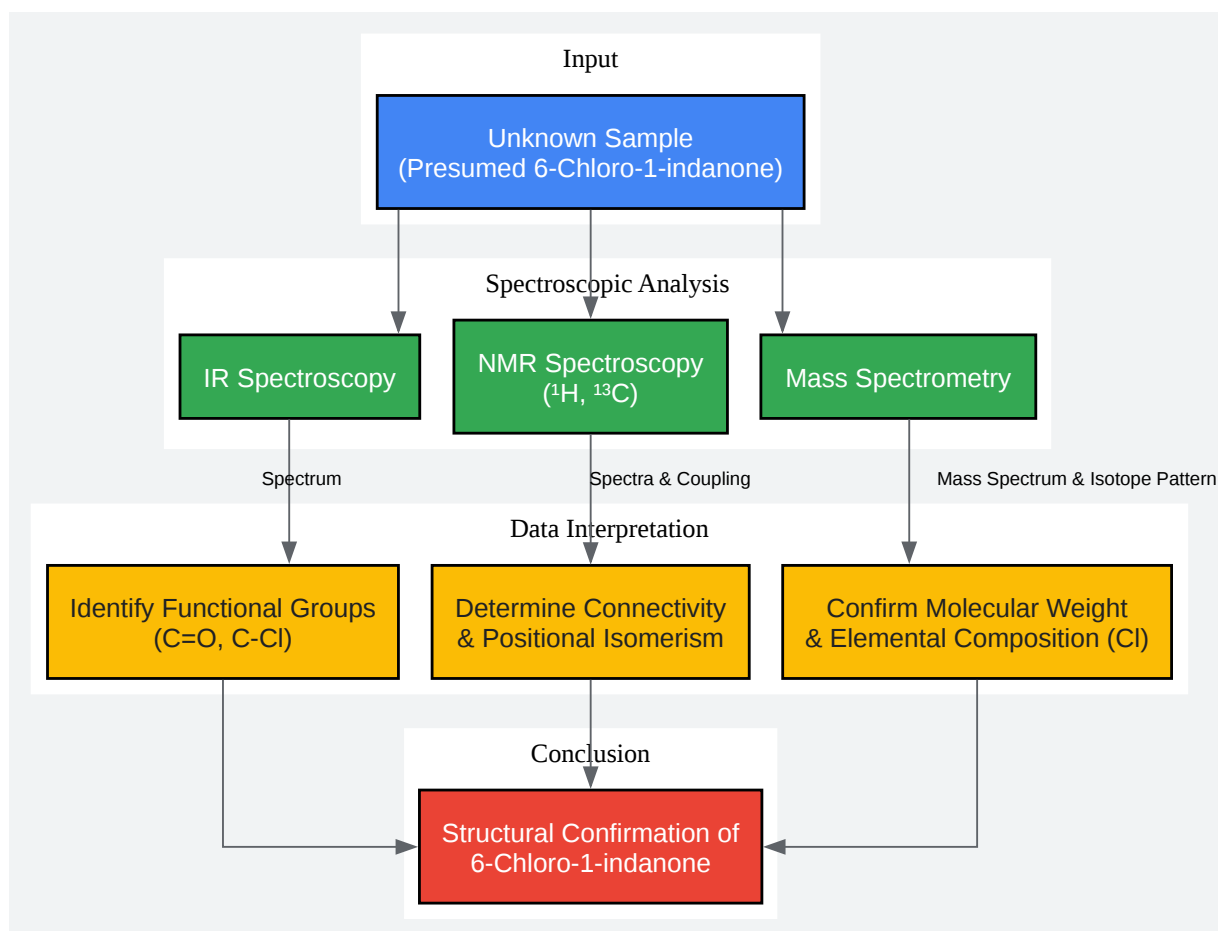 Input
Unknown Sample
(Presumed 6-Chloro-1-indanone)
Spectroscopic Analysis
IR Spectroscopy
NMR Spectroscopy
(¹H, ¹³C)
Mass Spectrometry
Spectrum
Spectra & Coupling
Mass Spectrum & Isotope Pattern
Data Interpretation
Identify Functional Groups
(C=O, C-Cl)
Determine Connectivity
& Positional Isomerism
Confirm Molecular Weight
& Elemental Composition (Cl)
Conclusion
Structural Confirmation of
6-Chloro-1-indanone